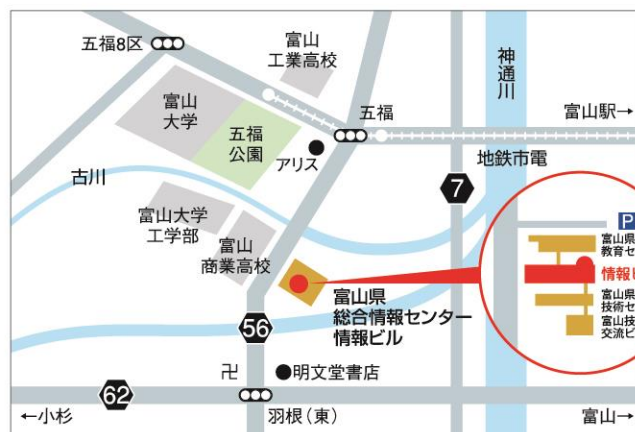 五福8区
富山
工業高校
神通川
富山
大学
五福
公園
五福
富山駅→
アリス
地鉄市電
古川
7
富山大学
工学部
富山
商業高校
P
富山県
教育セ
情報ビ
富山県
技術セ
富山技
交流ビ
富山県
総合情報センター
情報ビル
56
卍
明文堂書店
62
←小杉
羽根(東)
富山→